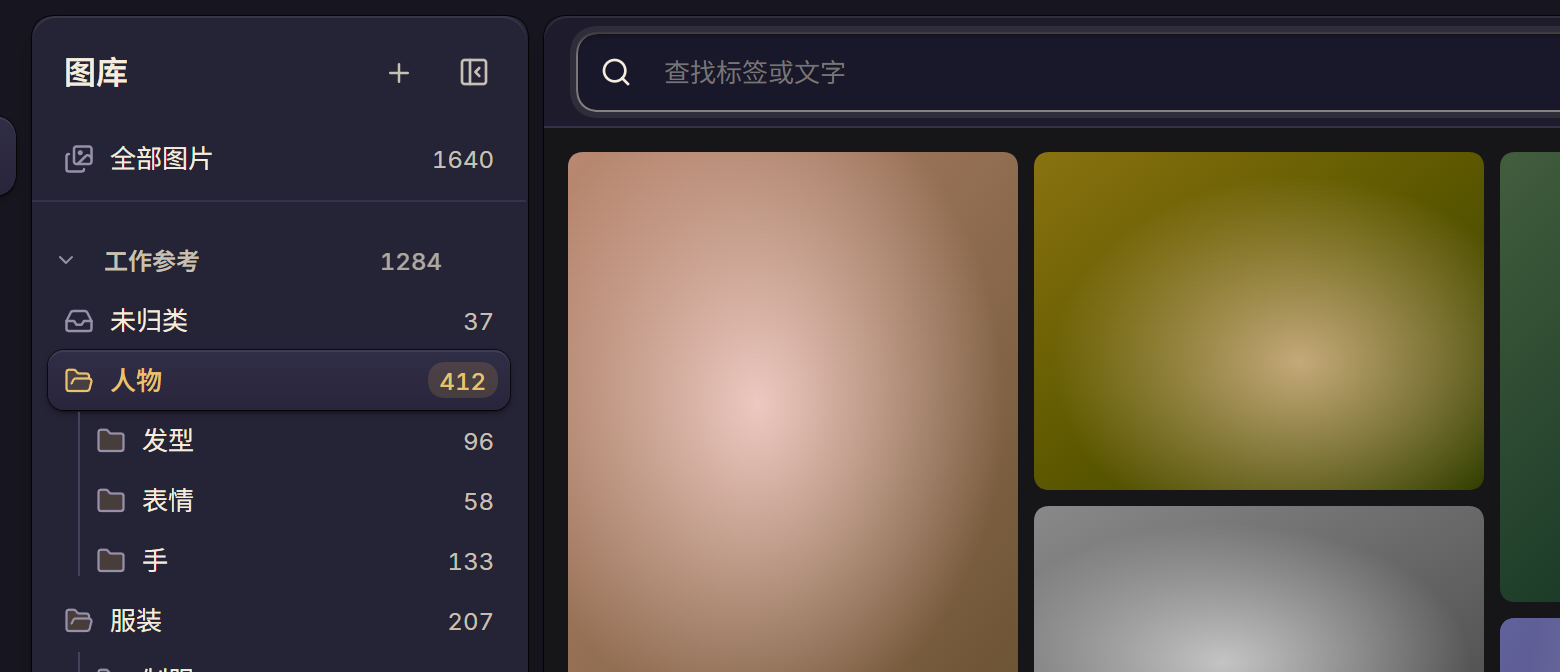 图库
查找标签或文字
全部图片 1640
工作参考 1284
未归类 37
人物 412
发型 96
表情 58
手 133
服装 207